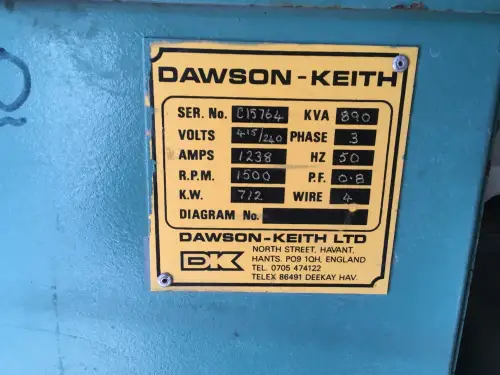 DAWSON-KEITH
SER. No. C15764 KVA 890
VOLTS 415/240 PHASE 3
AMPS 1238 HZ 50
R.P.M. 1500 P.F. 0.8
K.W. 712 WIRE 4
DIAGRAM No.
DAWSON-KEITH LTD
DK
NORTH STREET, HAVANT,
HANTS. PO9 1QH, ENGLAND
TEL. 0705 474122
TELEX 86491 DEEKAY HAV.